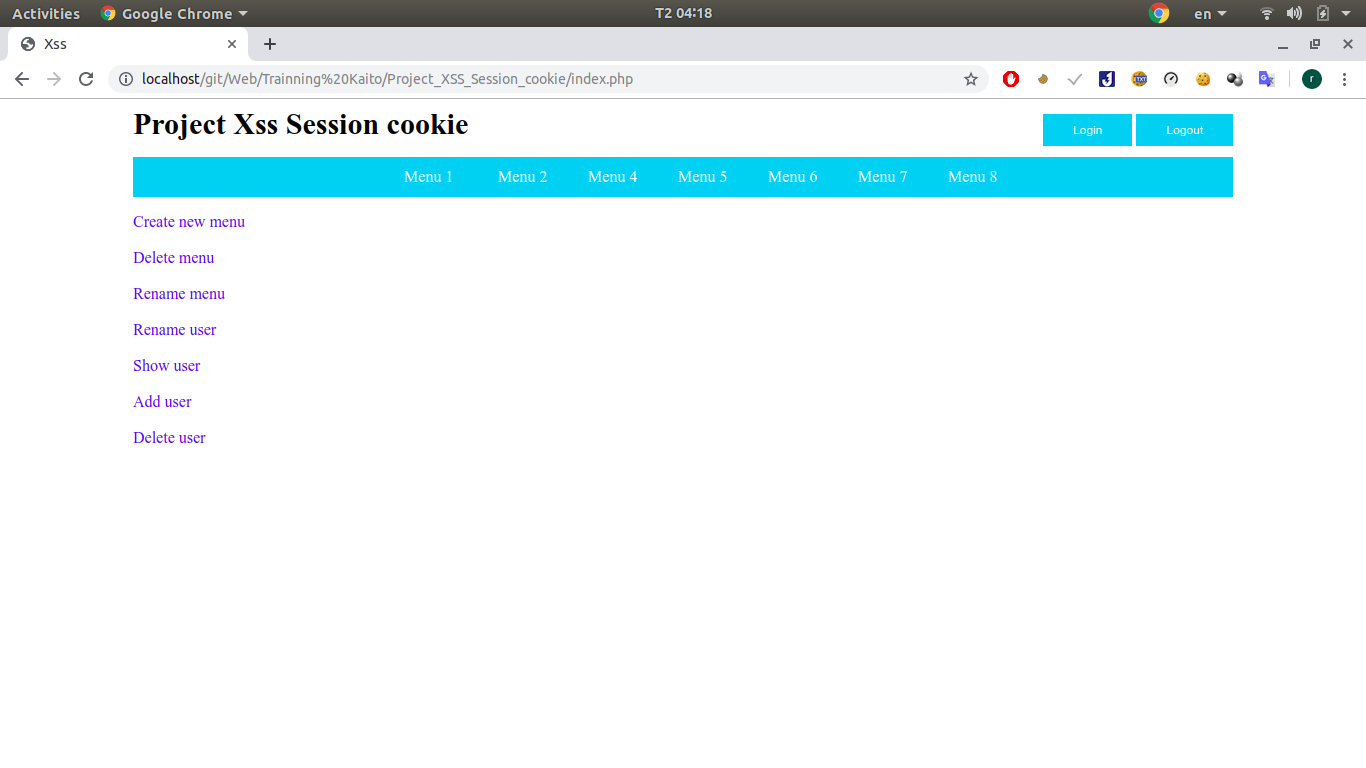 Activities Google Chrome T2 04:18 en
Xss
localhost/git/Web/Trainning%20Kaito/Project_XSS_Session_cookie/index.php TXT G r
Project Xss Session cookie Login Logout
Menu 1 Menu 2 Menu 4 Menu 5 Menu 6 Menu 7 Menu 8
Create new menu
Delete menu
Rename menu
Rename user
Show user
Add user
Delete user